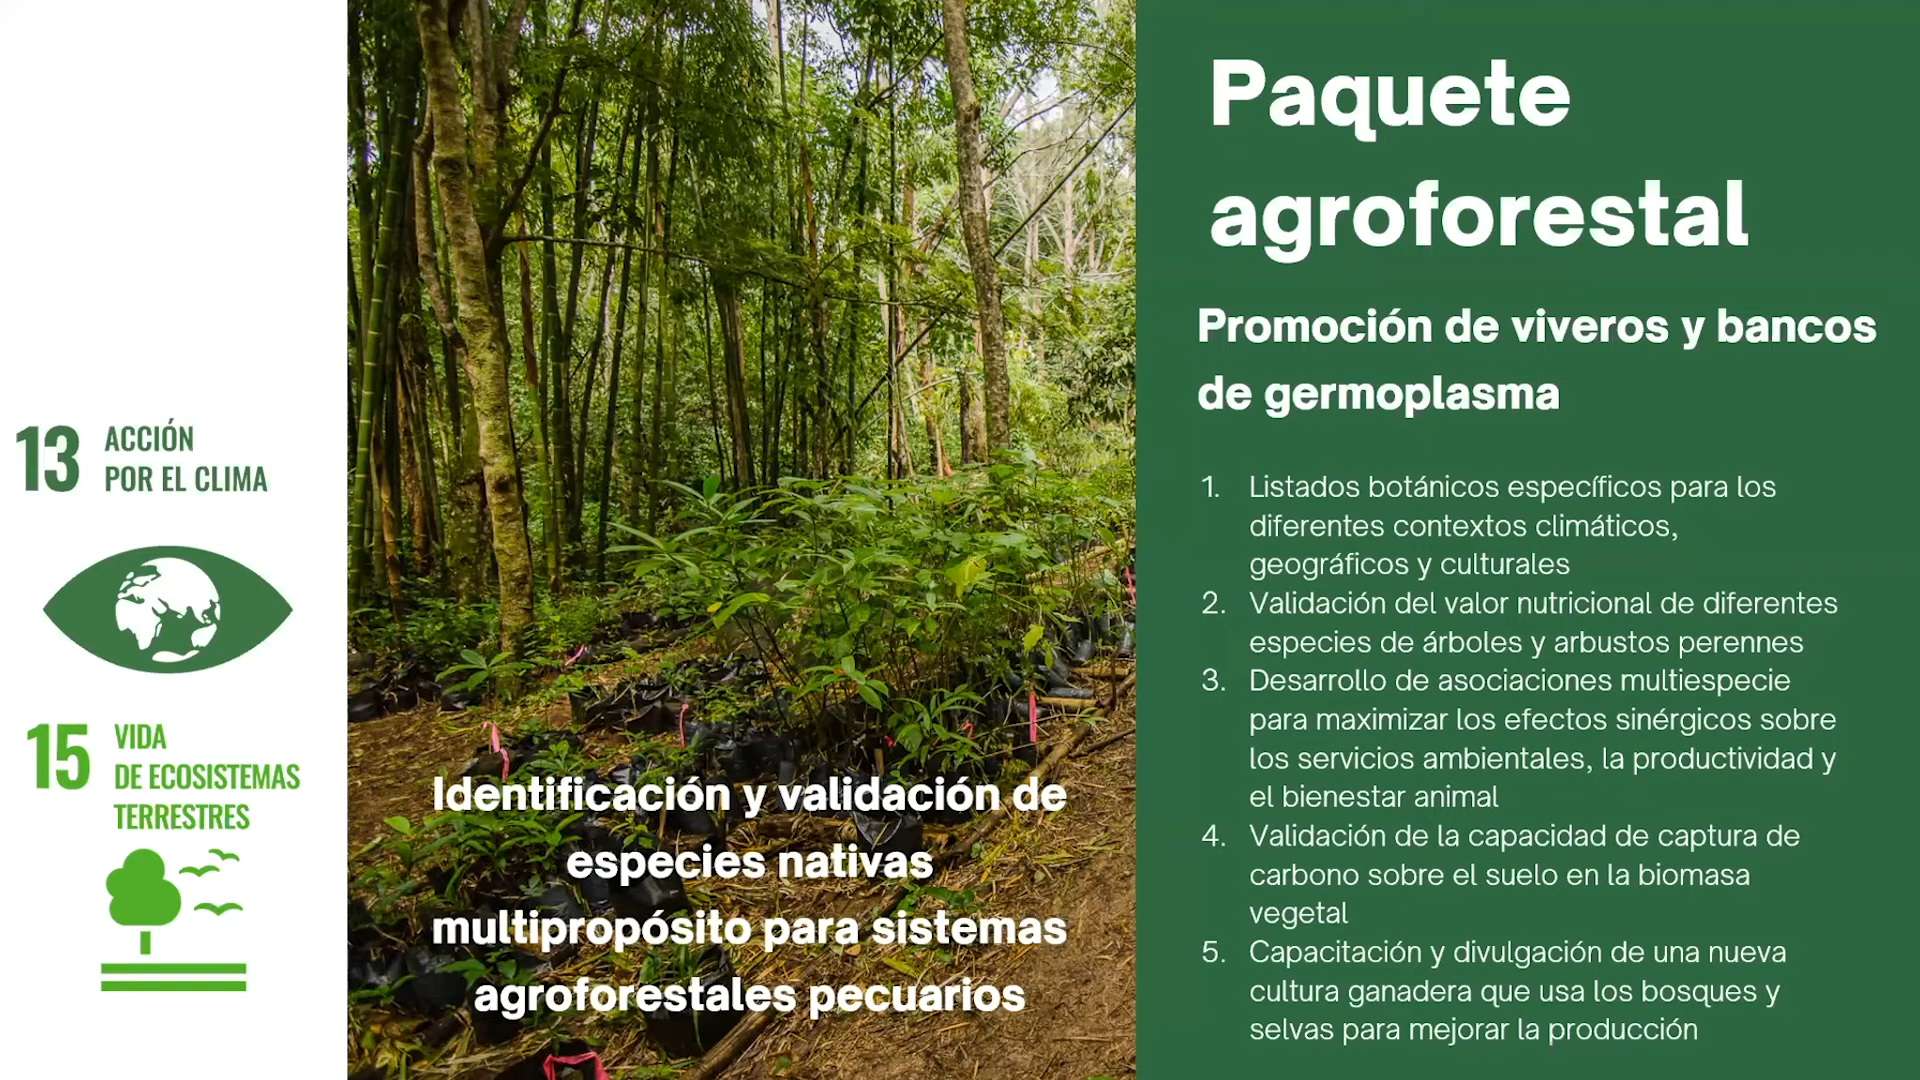 13 ACCIÓN
POR EL CLIMA
15 VIDA
DE ECOSISTEMAS
TERRESTRES
Identificación y validación de
especies nativas
multipropósito para sistemas
agroforestales pecuarios
Paquete
agroforestal
Promoción de viveros y bancos
de germoplasma
1. Listados botánicos específicos para los
diferentes contextos climáticos,
geográficos y culturales
2. Validación del valor nutricional de diferentes
especies de árboles y arbustos perennes
3. Desarrollo de asociaciones multiespecie
para maximizar los efectos sinérgicos sobre
los servicios ambientales, la productividad y
el bienestar animal
4. Validación de la capacidad de captura de
carbono sobre el suelo en la biomasa
vegetal
5. Capacitación y divulgación de una nueva
cultura ganadera que usa los bosques y
selvas para mejorar la producción